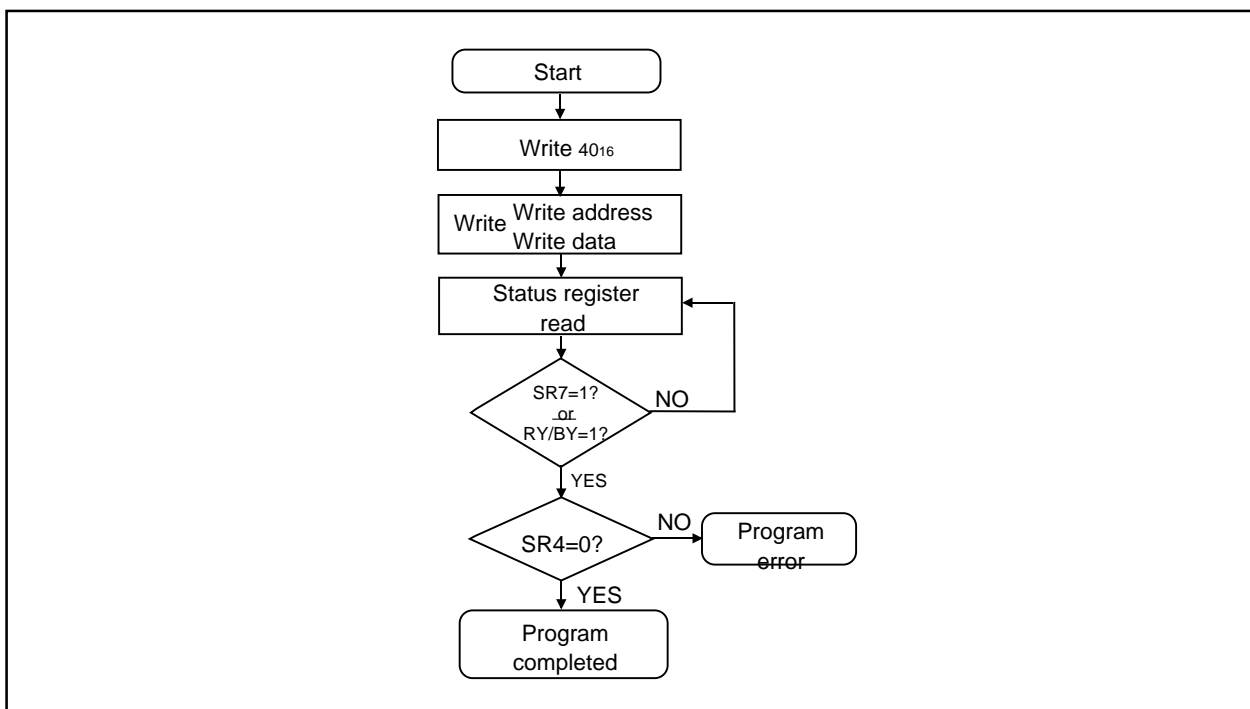 Start
Write 40₁₆
Write Write address
Write data
Status register
read
SR7=1?
or
RY/BY=1?
NO
YES
SR4=0?
NO
Program
error
YES
Program
completed